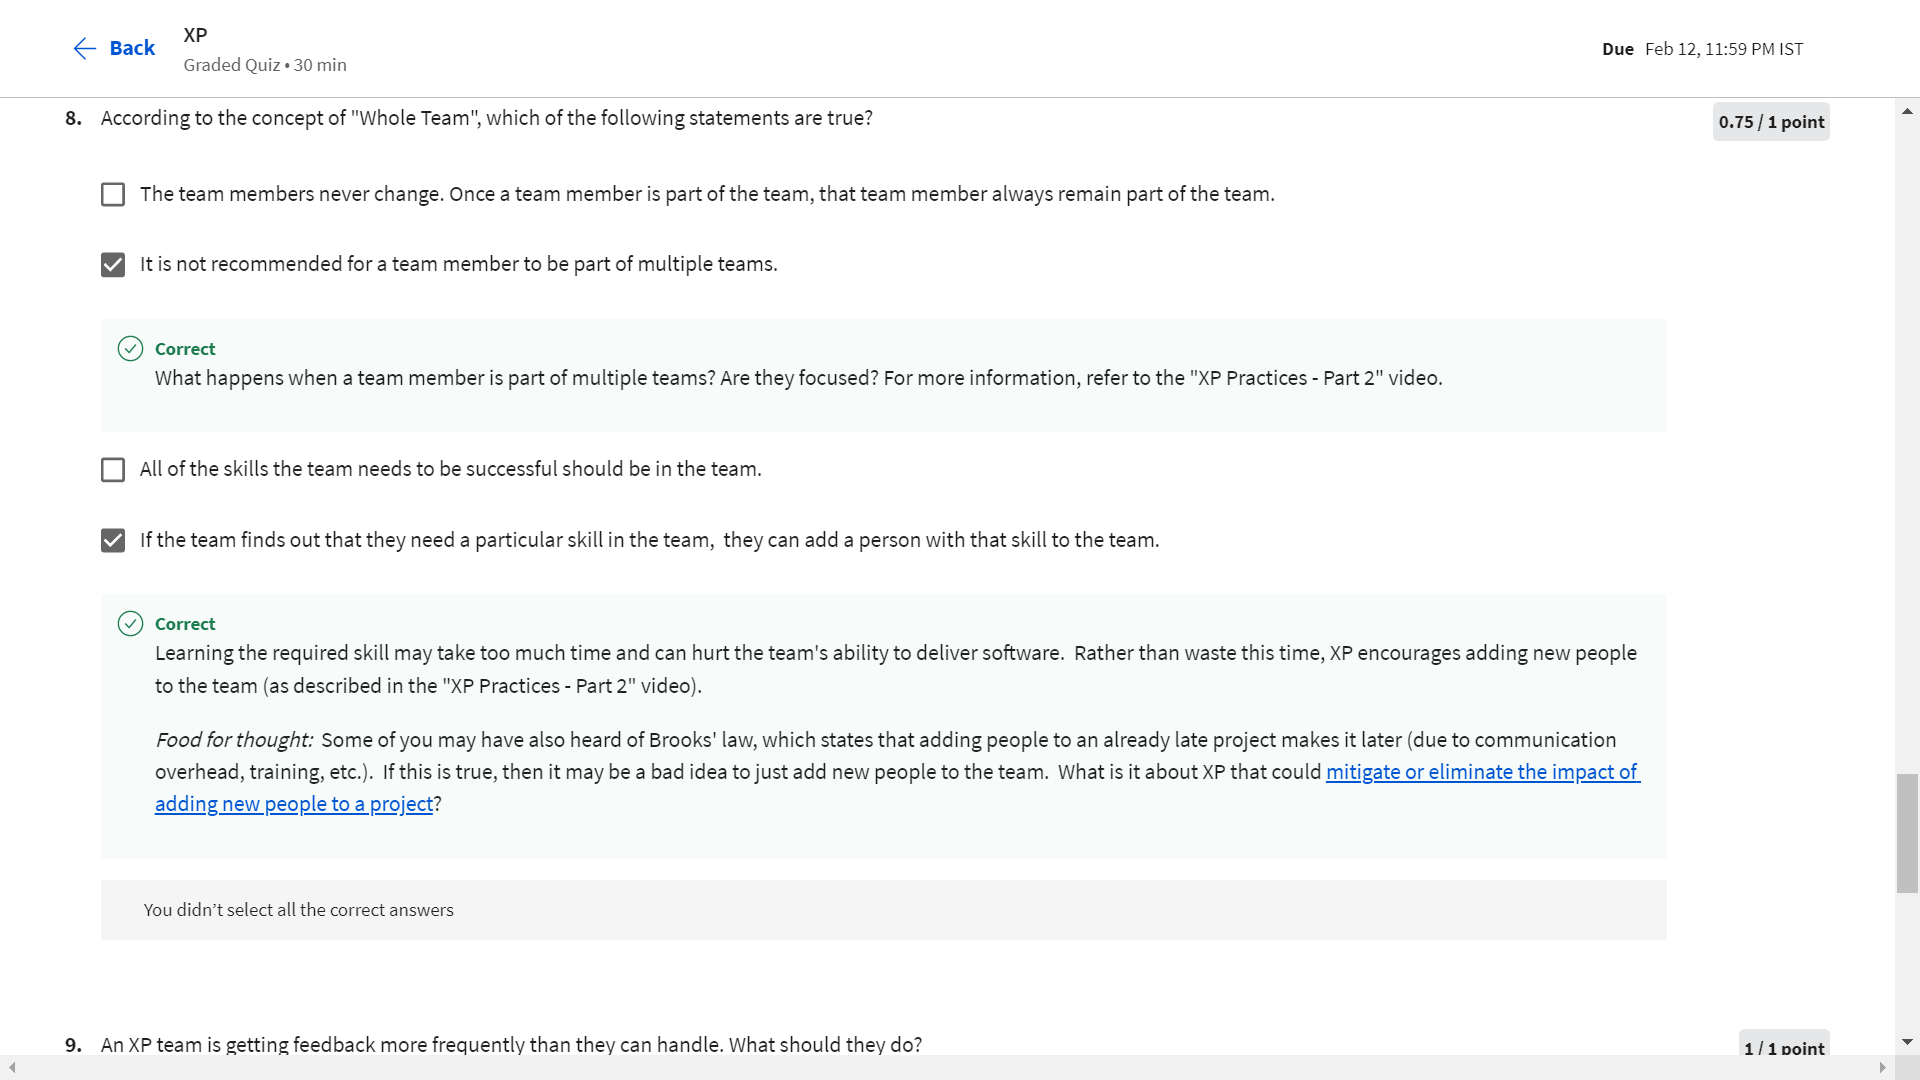 Back
XP
Graded Quiz • 30 min
Due Feb 12, 11:59 PM IST
8. According to the concept of "Whole Team", which of the following statements are true?
0.75 / 1 point
The team members never change. Once a team member is part of the team, that team member always remain part of the team.
It is not recommended for a team member to be part of multiple teams.
Correct
What happens when a team member is part of multiple teams? Are they focused? For more information, refer to the "XP Practices - Part 2" video.
All of the skills the team needs to be successful should be in the team.
If the team finds out that they need a particular skill in the team,  they can add a person with that skill to the team.
Correct
Learning the required skill may take too much time and can hurt the team's ability to deliver software.  Rather than waste this time, XP encourages adding new people
to the team (as described in the "XP Practices - Part 2" video).
Food for thought:  Some of you may have also heard of Brooks' law, which states that adding people to an already late project makes it later (due to communication
overhead, training, etc.).  If this is true, then it may be a bad idea to just add new people to the team.  What is it about XP that could mitigate or eliminate the impact of
adding new people to a project?
You didn’t select all the correct answers
9. An XP team is getting feedback more frequently than they can handle. What should they do?
1 / 1 point